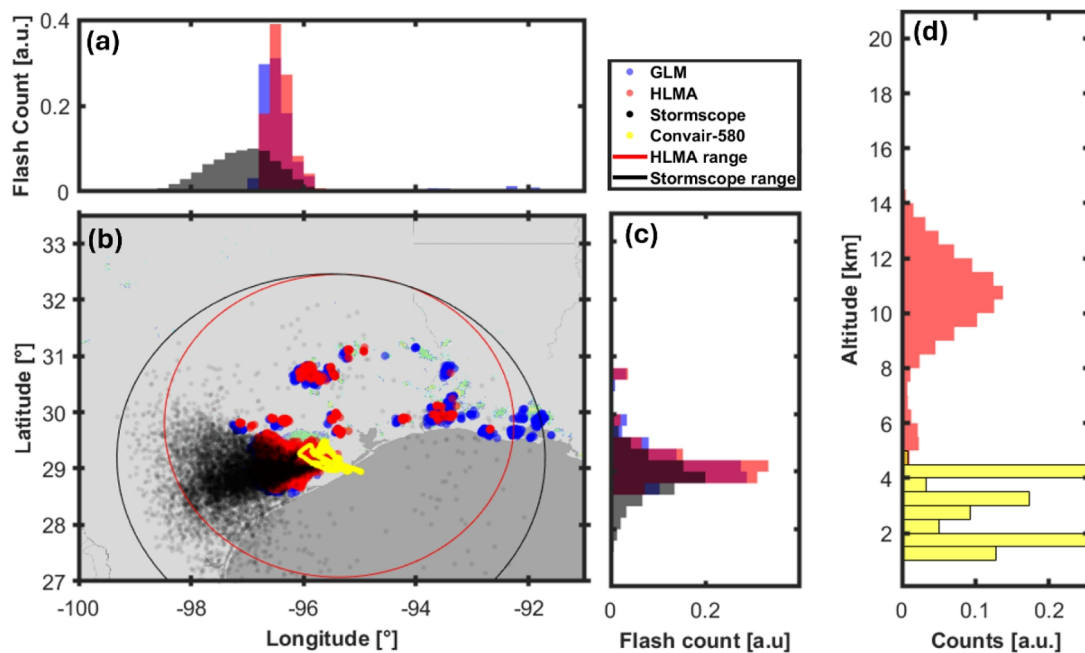 (a)
Flash Count [a.u.]
0.4
0.2
0
GLM
HLMA
Stormscope
Convair-580
HLMA range
Stormscope range
(b)
Latitude [°]
33
32
31
30
29
28
27
-100
-98
-96
-94
-92
Longitude [°]
(c)
0
0.2
Flash count [a.u]
(d)
Altitude [km]
20
18
16
14
12
10
8
6
4
2
0
0.1
0.2
Counts [a.u.]